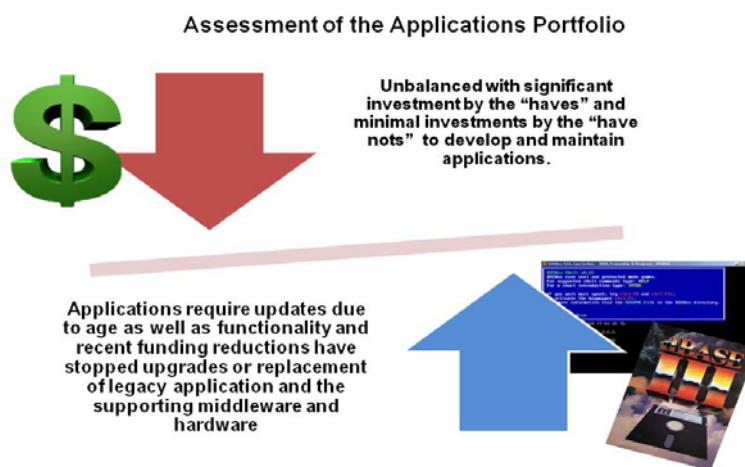 Assessment of the Applications Portfolio
Unbalanced with significant
investment by the “haves” and
minimal investments by the “have
nots” to develop and maintain
applications.
Applications require updates due
to age as well as functionality and
recent funding reductions have
stopped upgrades or replacement
of legacy application and the
supporting middleware and
hardware
dBASE
III